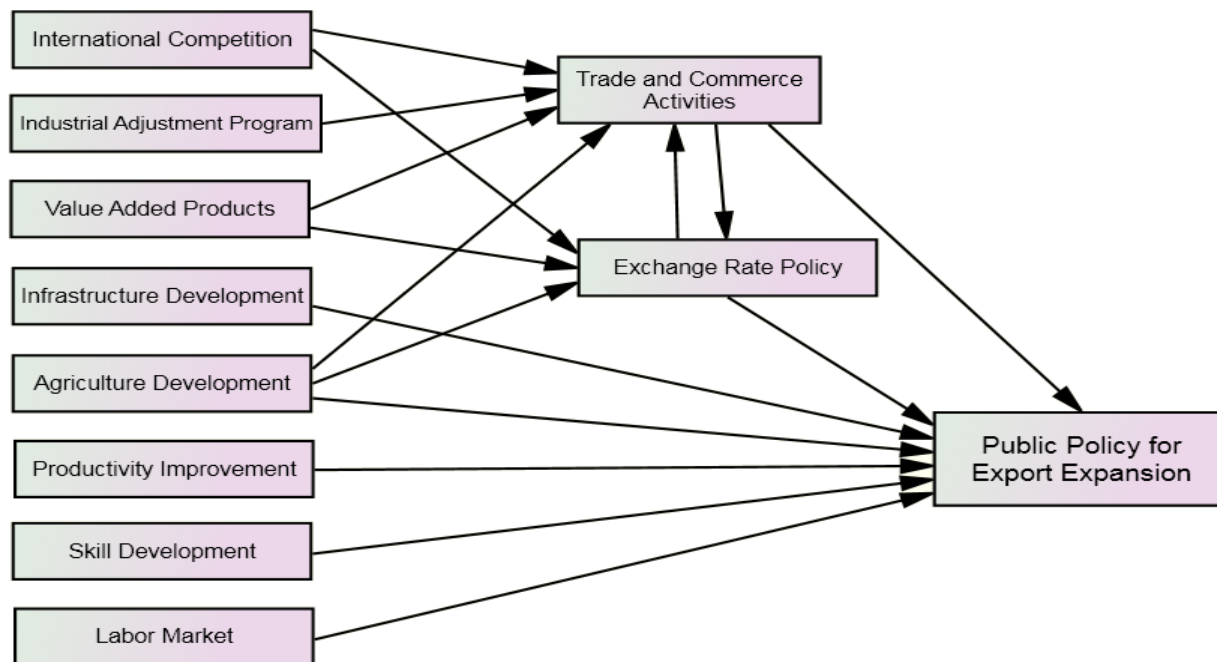 International Competition
Industrial Adjustment Program
Value Added Products
Infrastructure Development
Agriculture Development
Productivity Improvement
Skill Development
Labor Market
Trade and Commerce
Activities
Exchange Rate Policy
Public Policy for
Export Expansion